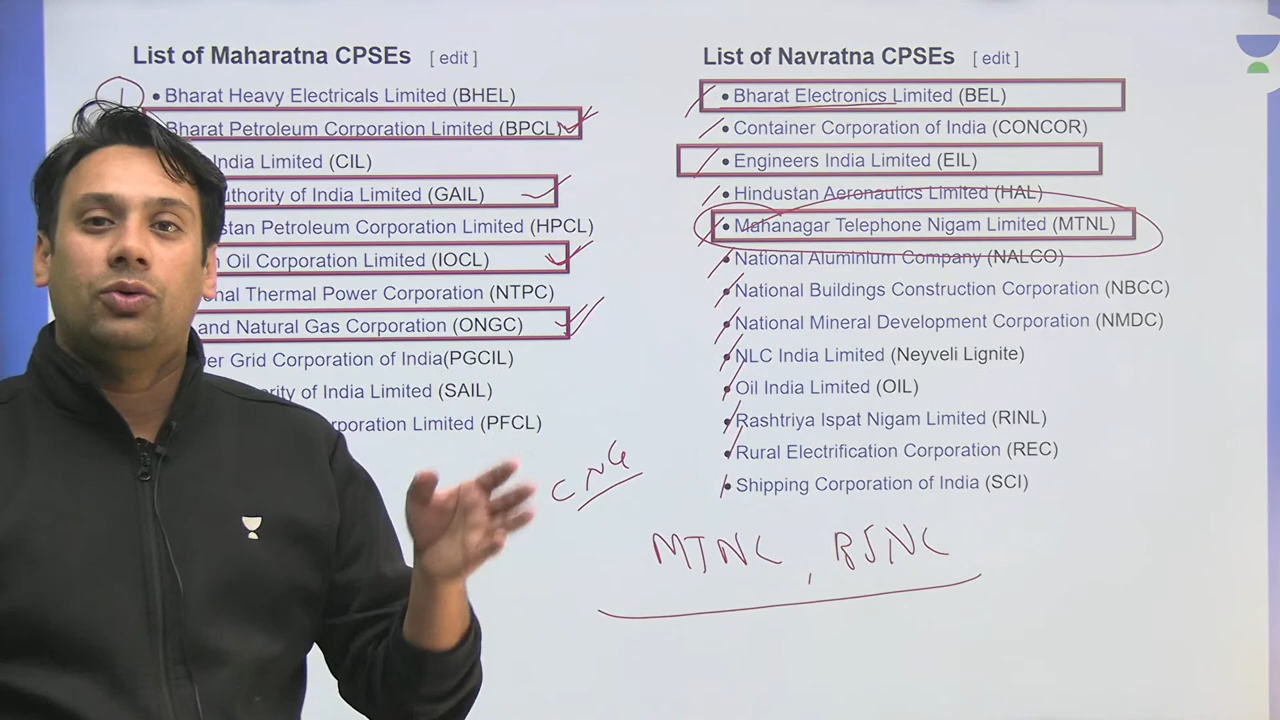 List of Maharatna CPSEs [ edit ]
• Bharat Heavy Electricals Limited (BHEL)
Bharat Petroleum Corporation Limited (BPCL)
India Limited (CIL)
uthority of India Limited (GAIL)
stan Petroleum Corporation Limited (HPCL)
n Oil Corporation Limited (IOCL)
onal Thermal Power Corporation (NTPC)
and Natural Gas Corporation (ONGC)
er Grid Corporation of India(PGCIL)
ority of India Limited (SAIL)
rporation Limited (PFCL)
CNG
List of Navratna CPSEs [ edit ]
• Bharat Electronics Limited (BEL)
• Container Corporation of India (CONCOR)
• Engineers India Limited (EIL)
• Hindustan Aeronautics Limited (HAL)
• Mahanagar Telephone Nigam Limited (MTNL)
• National Aluminium Company (NALCO)
• National Buildings Construction Corporation (NBCC)
• National Mineral Development Corporation (NMDC)
• NLC India Limited (Neyveli Lignite)
• Oil India Limited (OIL)
• Rashtriya Ispat Nigam Limited (RINL)
• Rural Electrification Corporation (REC)
• Shipping Corporation of India (SCI)
MTNL, BSNL